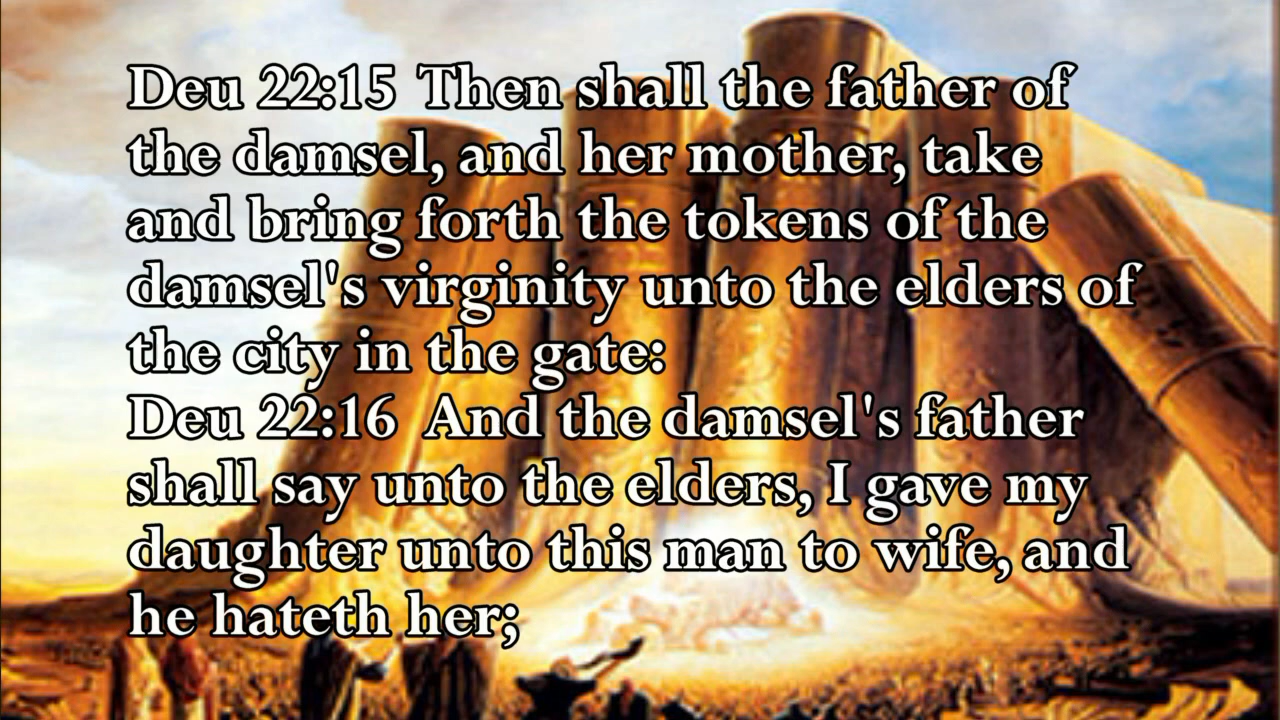 Deu 22:15 Then shall the father of
the damsel, and her mother, take
and bring forth the tokens of the
damsel's virginity unto the elders of
the city in the gate:
Deu 22:16 And the damsel's father
shall say unto the elders, I gave my
daughter unto this man to wife, and
he hateth her;